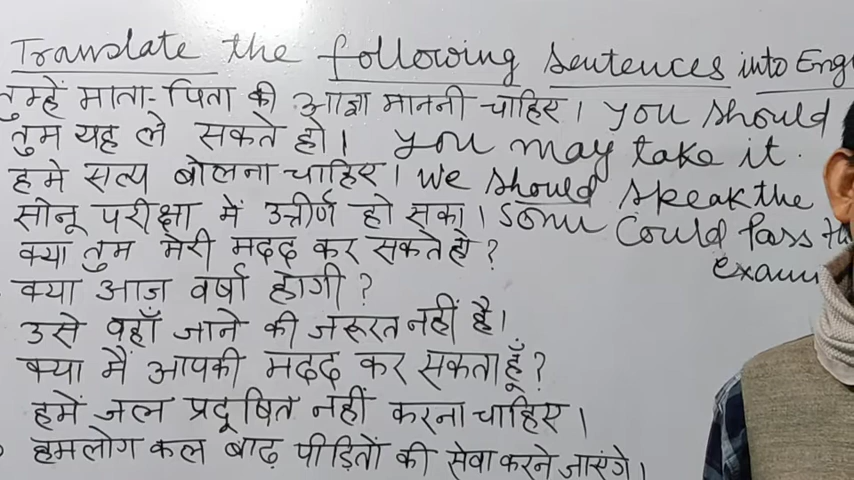 Translate the following sentences into Eng
तुम्हें माता-पिता की आज्ञा माननी चाहिए। you should
तुम यह ले सकते हो। you may take it.
हमे सत्य बोलना चाहिए। we should speak the
सोनू परीक्षा में उत्तीर्ण हो सका। sonu could pass
क्या तुम मेरी मदद कर सकते हो?
exam
क्या आज वर्षा होगी?
उसे वहाँ जाने की जरूरत नहीं है।
क्या मैं आपकी मदद कर सकता हूँ?
हमें जल प्रदूषित नहीं करना चाहिए।
हमलोग कल बाढ़ पीड़ितों की सेवा करने जाएंगे।